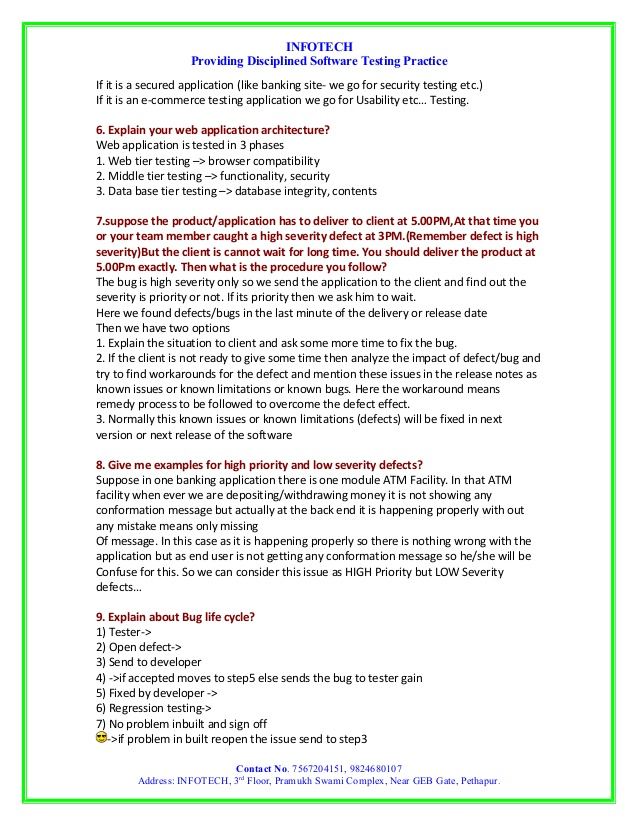 INFOTECH
Providing Disciplined Software Testing Practice
If it is a secured application (like banking site- we go for security testing etc.)
If it is an e-commerce testing application we go for Usability etc... Testing.
6. Explain your web application architecture?
Web application is tested in 3 phases
1. Web tier testing –> browser compatibility
2. Middle tier testing –> functionality, security
3. Data base tier testing –> database integrity, contents
7.suppose the product/application has to deliver to client at 5.00PM,At that time you
or your team member caught a high severity defect at 3PM.(Remember defect is high
severity)But the client is cannot wait for long time. You should deliver the product at
5.00Pm exactly. Then what is the procedure you follow?
The bug is high severity only so we send the application to the client and find out the
severity is priority or not. If its priority then we ask him to wait.
Here we found defects/bugs in the last minute of the delivery or release date
Then we have two options
1. Explain the situation to client and ask some more time to fix the bug.
2. If the client is not ready to give some time then analyze the impact of defect/bug and
try to find workarounds for the defect and mention these issues in the release notes as
known issues or known limitations or known bugs. Here the workaround means
remedy process to be followed to overcome the defect effect.
3. Normally this known issues or known limitations (defects) will be fixed in next
version or next release of the software
8. Give me examples for high priority and low severity defects?
Suppose in one banking application there is one module ATM Facility. In that ATM
facility when ever we are depositing/withdrawing money it is not showing any
conformation message but actually at the back end it is happening properly with out
any mistake means only missing
Of message. In this case as it is happening properly so there is nothing wrong with the
application but as end user is not getting any conformation message so he/she will be
Confuse for this. So we can consider this issue as HIGH Priority but LOW Severity
defects...
9. Explain about Bug life cycle?
1) Tester->
2) Open defect->
3) Send to developer
4) ->if accepted moves to step5 else sends the bug to tester gain
5) Fixed by developer ->
6) Regression testing->
7) No problem inbuilt and sign off
->if problem in built reopen the issue send to step3
Contact No. 7567204151, 9824680107
Address: INFOTECH, 3rd Floor, Pramukh Swami Complex, Near GEB Gate, Pethapur.